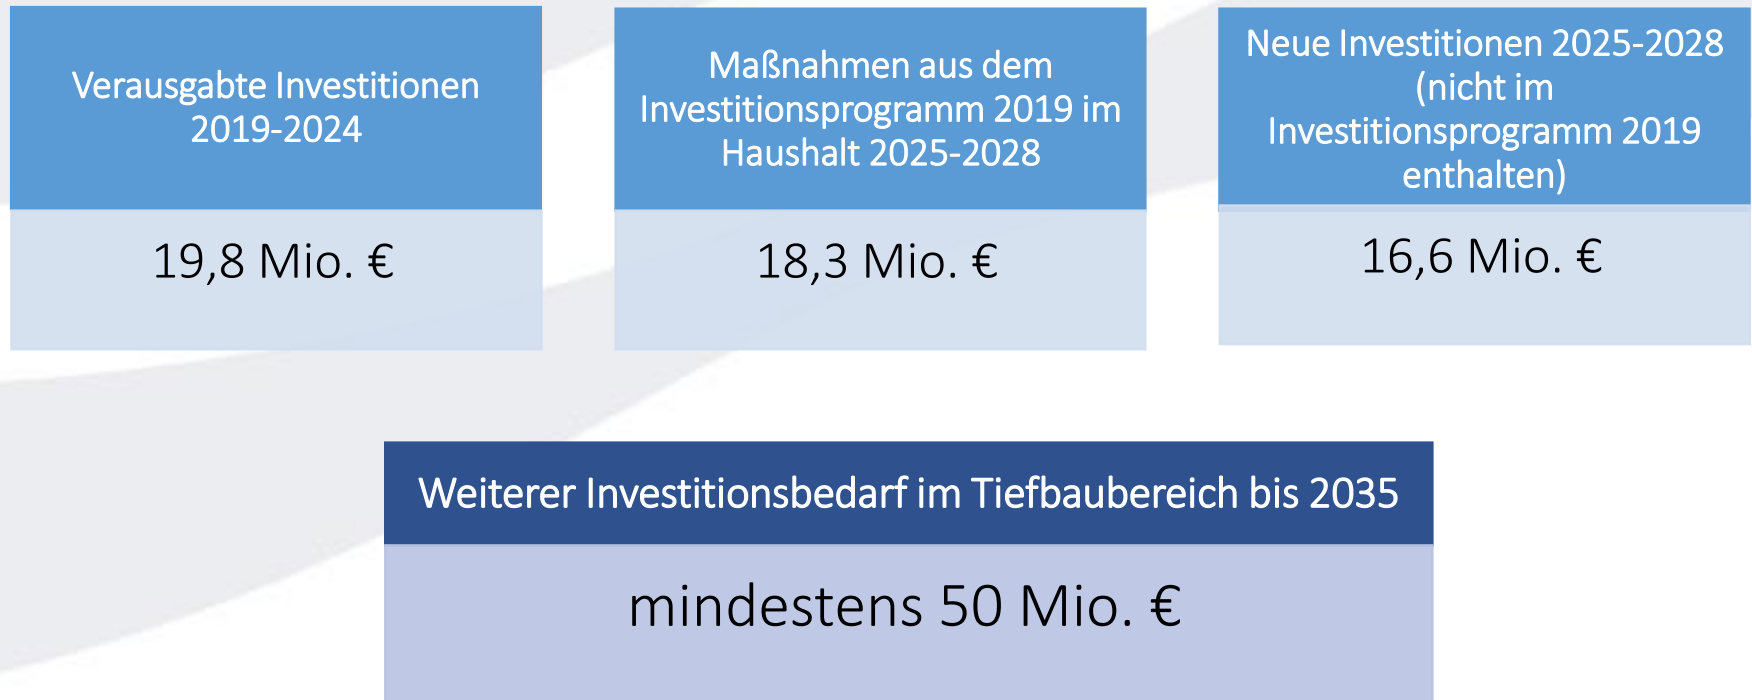 Verausgabte Investitionen
2019-2024
19,8 Mio. €
Maßnahmen aus dem
Investitionsprogramm 2019 im
Haushalt 2025-2028
18,3 Mio. €
Neue Investitionen 2025-2028
(nicht im
Investitionsprogramm 2019
enthalten)
16,6 Mio. €
Weiterer Investitionsbedarf im Tiefbaubereich bis 2035
mindestens 50 Mio. €